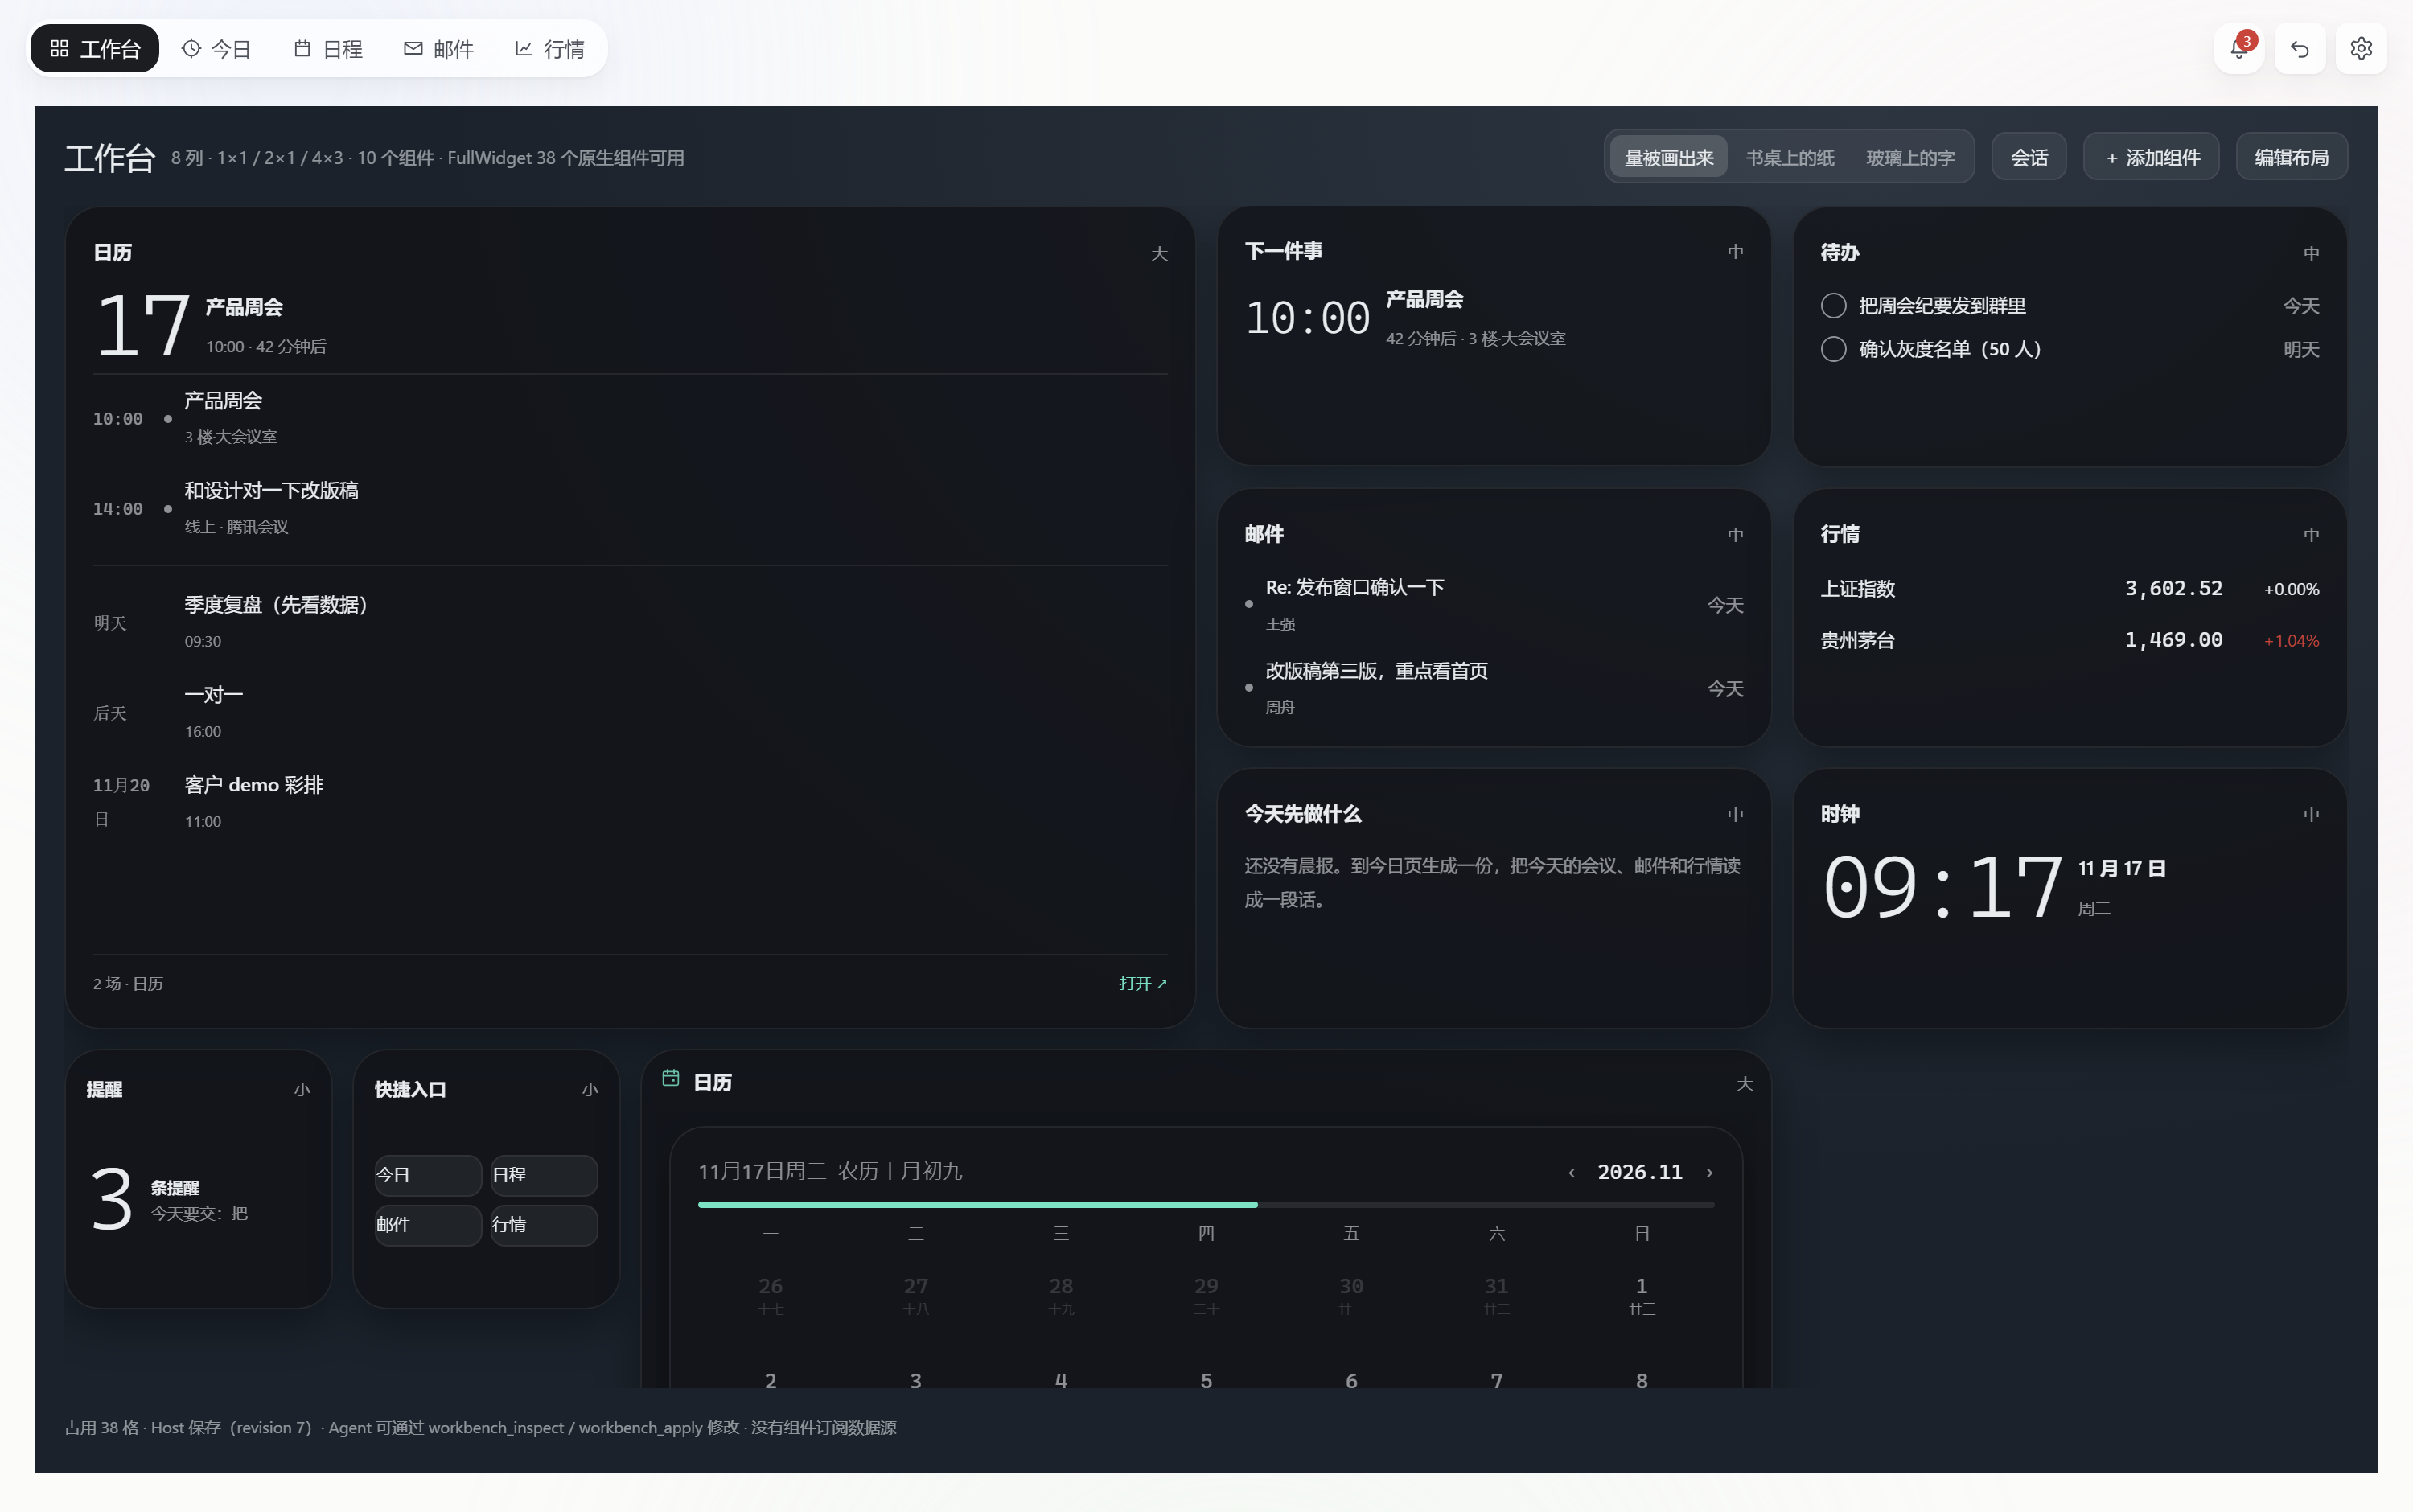 工作台
今日
日程
邮件
行情
3
工作台
8 列 · 1×1 / 2×1 / 4×3 · 10 个组件 · FullWidget 38 个原生组件可用
量被画出来
书桌上的纸
玻璃上的字
会话
+ 添加组件
编辑布局
日历
大
17
产品周会
10:00 · 42 分钟后
10:00
产品周会
3 楼·大会议室
14:00
和设计对一下改版稿
线上 · 腾讯会议
明天
季度复盘（先看数据）
09:30
后天
一对一
16:00
11月20日
客户 demo 彩排
11:00
2 场 · 日历
打开 ↗
下一件事
中
10:00
产品周会
42 分钟后 · 3 楼·大会议室
待办
中
把周会纪要发到群里
今天
确认灰度名单（50 人）
明天
邮件
中
Re: 发布窗口确认一下
王强
今天
改版稿第三版，重点看首页
周舟
今天
行情
中
上证指数
3,602.52
+0.00%
贵州茅台
1,469.00
+1.04%
今天先做什么
中
还没有晨报。到今日页生成一份，把今天的会议、邮件和行情读
成一段话。
时钟
中
09:17
11 月 17 日
周二
提醒
小
3
条提醒
今天要交：把
快捷入口
小
今日
日程
邮件
行情
日历
大
11月17日周二 农历十月初九
‹ 2026.11 ›
一 二 三 四 五 六 日
26 27 28 29 30 31 1
十七 十八 十九 二十 廿一 廿二 廿三
2 3 4 5 6 7 8
占用 38 格 · Host 保存（revision 7）· Agent 可通过 workbench_inspect / workbench_apply 修改 · 没有组件订阅数据源